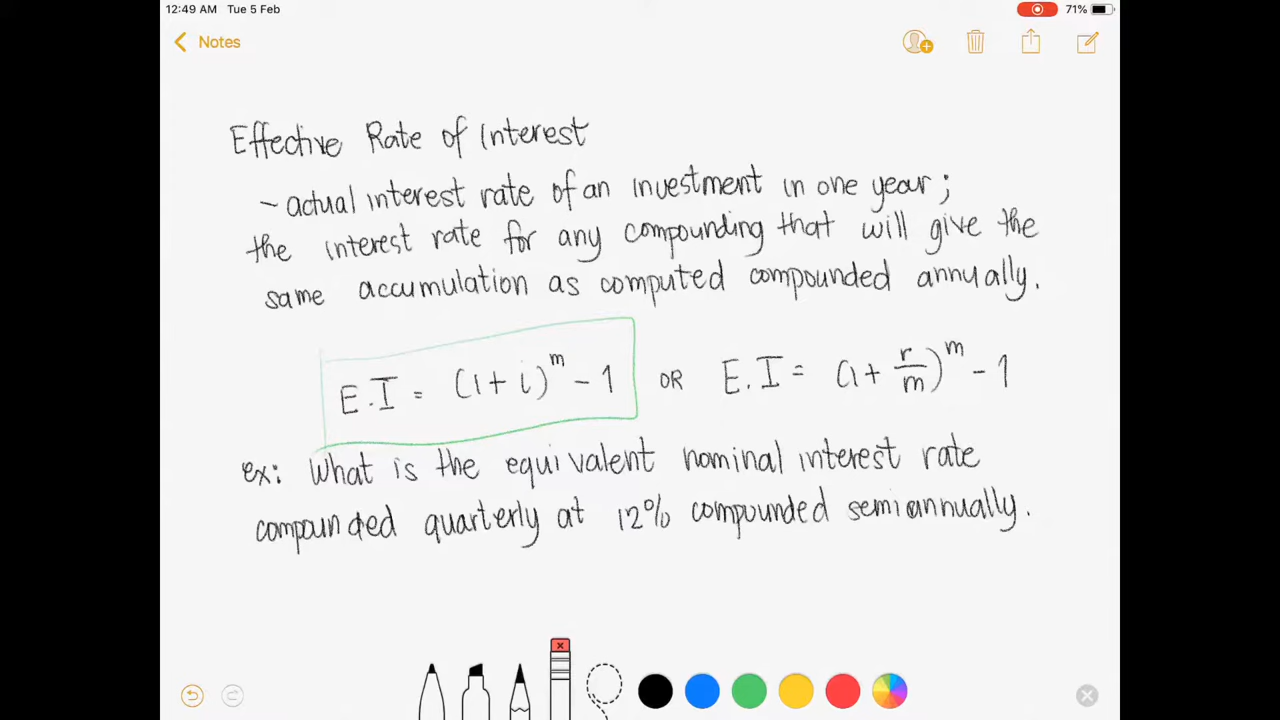 12:49 AM Tue 5 Feb 71%
Notes
Effective Rate of Interest
~ actual interest rate of an investment in one year;
the interest rate for any compounding that will give the
same accumulation as computed compounded annually.
E.I = (1 + i)^m - 1 OR E.I = (1 + r/m)^m - 1
ex: What is the equivalent nominal interest rate
compounded quarterly at 12% compounded semiannually.